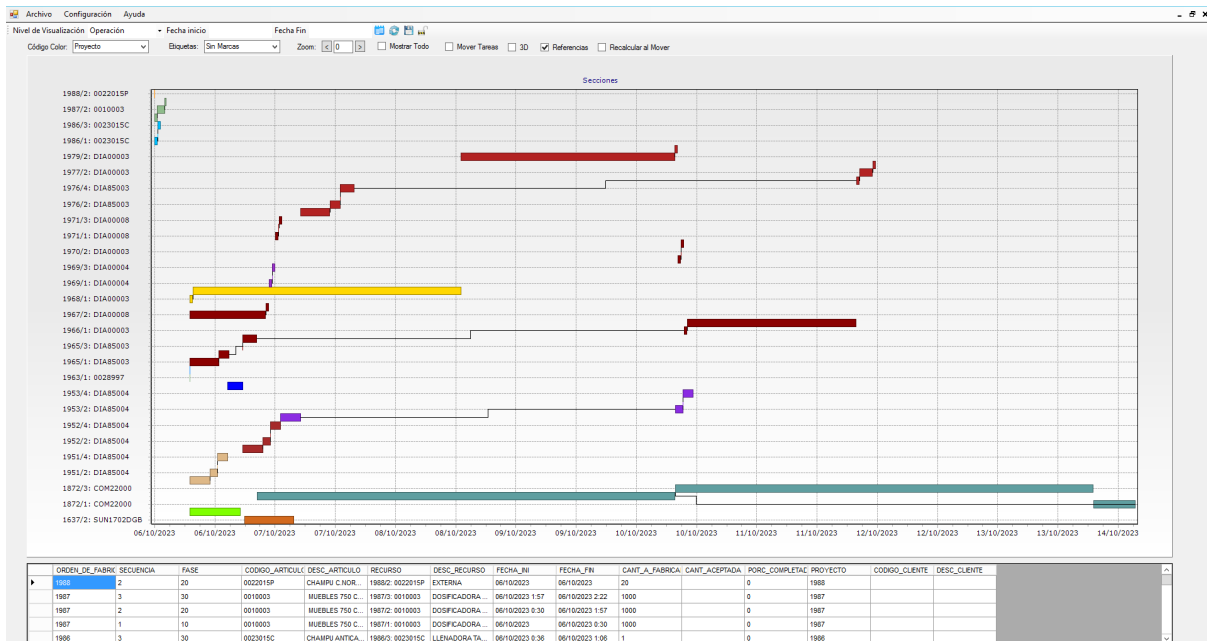 Archivo Configuración Ayuda
Nivel de Visualización Operación Fecha inicio Fecha Fin
Código Color: Proyecto Etiquetas: Sin Marcas Zoom: < 0 > Mostrar Todo Mover Tareas 3D Referencias Recalcular al Mover
Secciones
1988/2: 0022015P
1987/2: 0010003
1986/3: 0023015C
1986/1: 0023015C
1979/2: DIA00003
1977/2: DIA00003
1976/4: DIA85003
1976/2: DIA85003
1971/3: DIA00008
1971/1: DIA00008
1970/2: DIA00003
1969/3: DIA00004
1969/1: DIA00004
1968/1: DIA00003
1967/2: DIA00008
1966/1: DIA00003
1965/3: DIA85003
1965/1: DIA85003
1963/1: 0028997
1953/4: DIA85004
1953/2: DIA85004
1952/4: DIA85004
1952/2: DIA85004
1951/4: DIA85004
1951/2: DIA85004
1872/3: COM22000
1872/1: COM22000
1637/2: SUN1702DGB
06/10/2023 06/10/2023 07/10/2023 07/10/2023 08/10/2023 08/10/2023 09/10/2023 09/10/2023 10/10/2023 10/10/2023 11/10/2023 11/10/2023 12/10/2023 12/10/2023 13/10/2023 13/10/2023 14/10/2023
ORDEN_DE_FABRIC SECUENCIA FASE CODIGO_ARTICULO DESC_ARTICULO RECURSO DESC_RECURSO FECHA_INI FECHA_FIN CANT_A_FABRICA CANT_ACEPTADA PORC_COMPLETAD PROYECTO CODIGO_CLIENTE DESC_CLIENTE
1988 2 20 0022015P CHAMPU C.NOR... 1988/2: 0022015P EXTERNA 06/10/2023 06/10/2023 20 0 1988
1987 3 30 0010003 MUEBLES 750 C... 1987/3: 0010003 DOSIFICADORA ... 06/10/2023 1:57 06/10/2023 2:22 1000 0 1987
1987 2 20 0010003 MUEBLES 750 C... 1987/2: 0010003 DOSIFICADORA ... 06/10/2023 0:30 06/10/2023 1:57 1000 0 1987
1987 1 10 0010003 MUEBLES 750 C... 1987/1: 0010003 DOSIFICADORA ... 06/10/2023 06/10/2023 0:30 1000 0 1987
1986 3 30 0023015C CHAMPU ANTICA... 1986/3: 0023015C LLENADORA TA... 06/10/2023 0:36 06/10/2023 1:06 1 0 1986